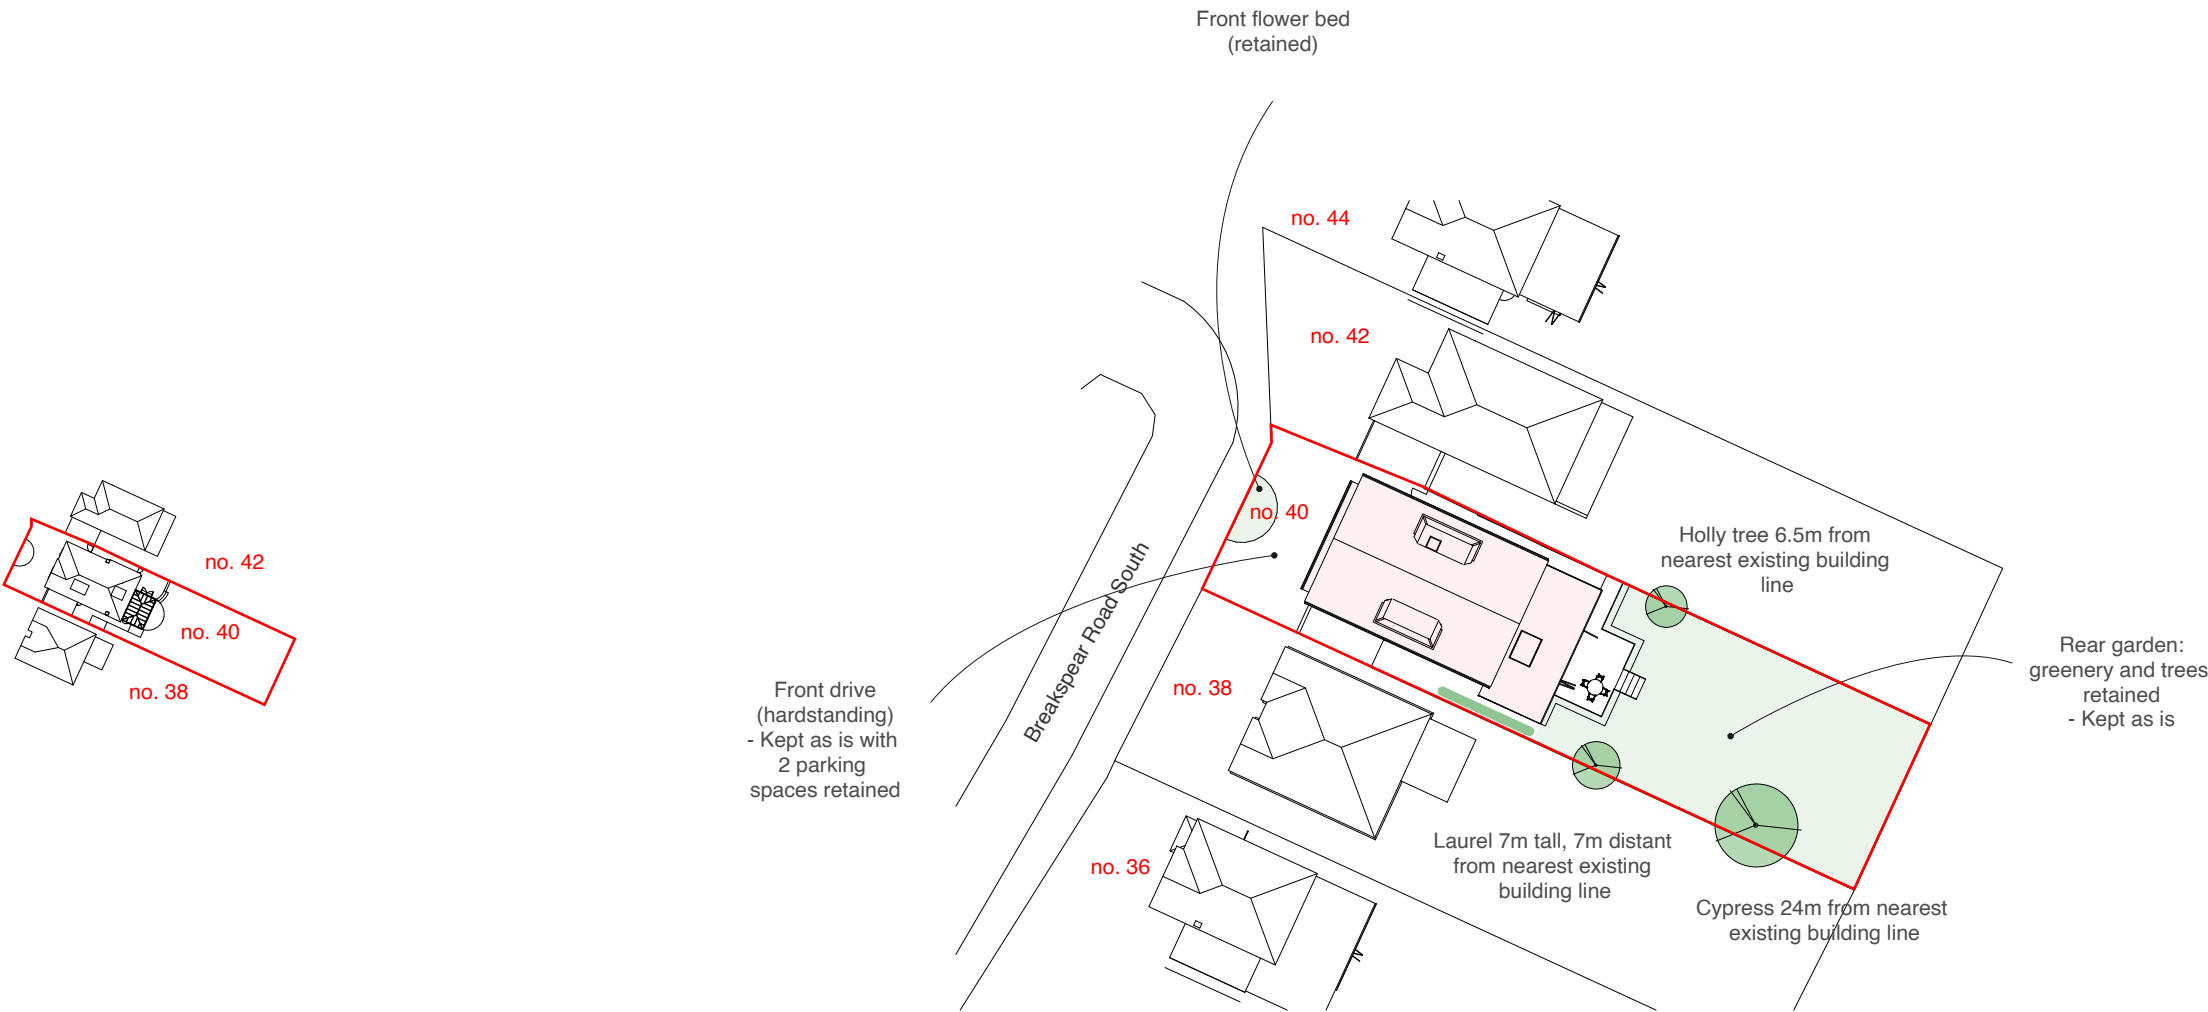 Front flower bed
(retained)
no. 44
no. 42
no. 40
Holly tree 6.5m from
nearest existing building
line
Breakspear Road South
no. 42
no. 40
no. 38
Rear garden:
greenery and trees
retained
- Kept as is
Front drive
(hardstanding)
- Kept as is with
2 parking
spaces retained
no. 38
no. 36
Laurel 7m tall, 7m distant
from nearest existing
building line
Cypress 24m from nearest
existing building line